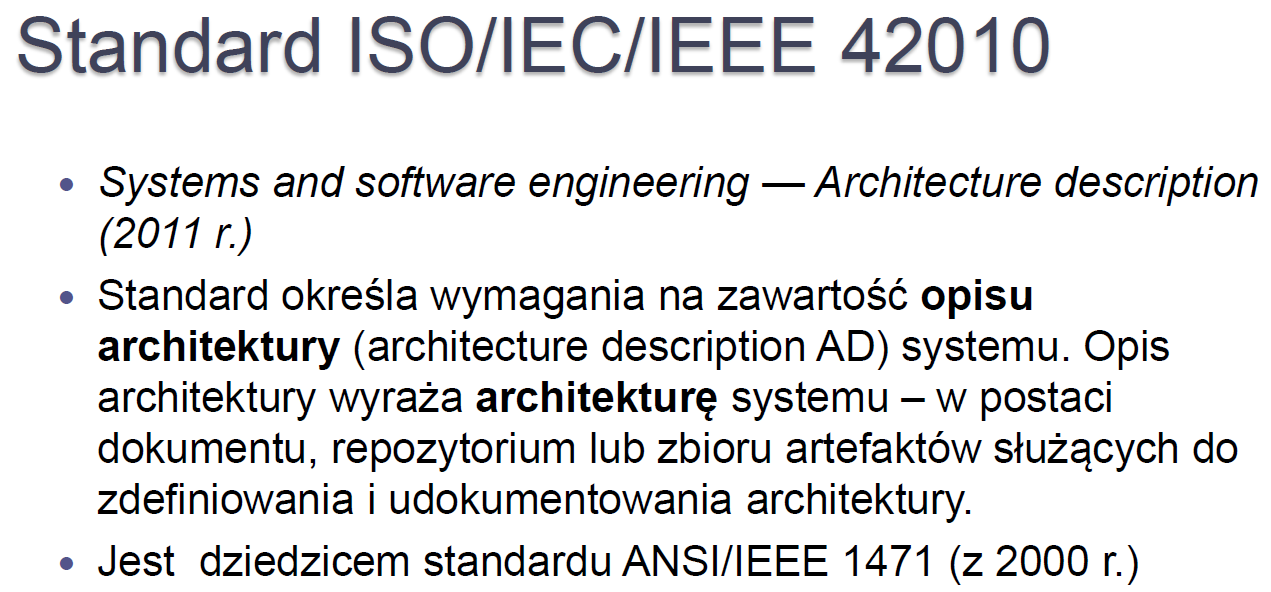 Standard ISO/IEC/IEEE 42010
• Systems and software engineering — Architecture description
(2011 r.)
• Standard określa wymagania na zawartość opisu
architektury (architecture description AD) systemu. Opis
architektury wyraża architekturę systemu – w postaci
dokumentu, repozytorium lub zbioru artefaktów służących do
zdefiniowania i udokumentowania architektury.
• Jest dziedzicem standardu ANSI/IEEE 1471 (z 2000 r.)